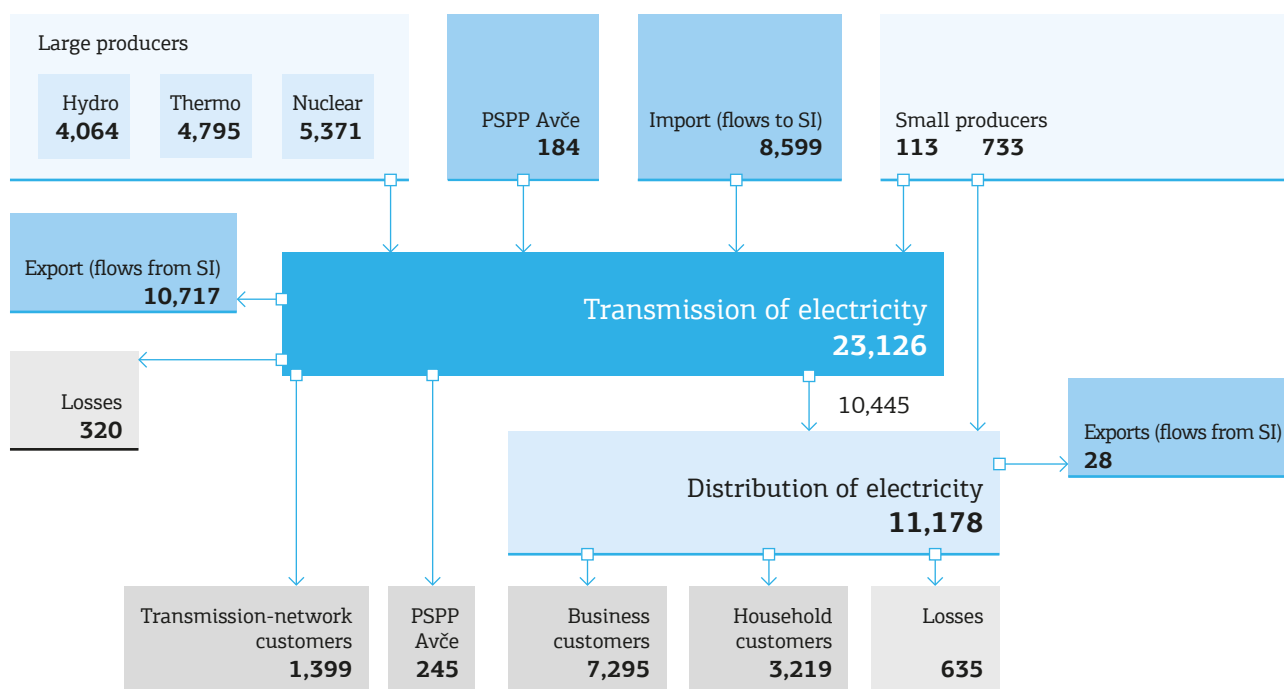 Large producers
Hydro
4,064
Thermo
4,795
Nuclear
5,371
PSPP Avče
184
Import (flows to SI)
8,599
Small producers
113 733
Export (flows from SI)
10,717
Transmission of electricity
23,126
Losses
320
10,445
Exports (flows from SI)
28
Distribution of electricity
11,178
Transmission-network
customers
1,399
PSPP
Avče
245
Business
customers
7,295
Household
customers
3,219
Losses
635